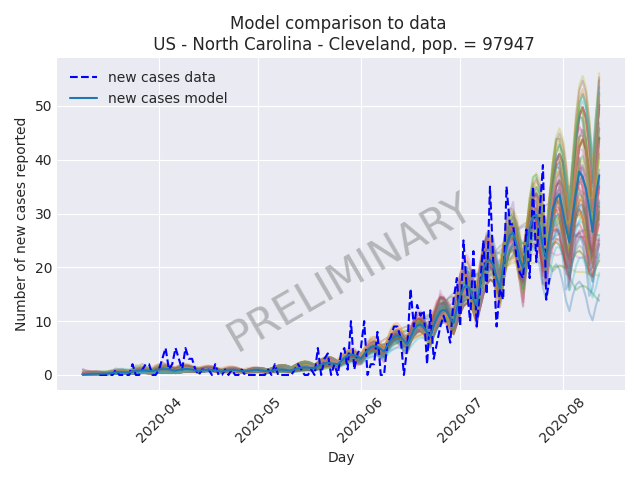 Model comparison to data
US - North Carolina - Cleveland, pop. = 97947
new cases data
new cases model
Number of new cases reported
50
40
30
20
10
0
PRELIMINARY
2020-04
2020-05
2020-06
2020-07
2020-08
Day